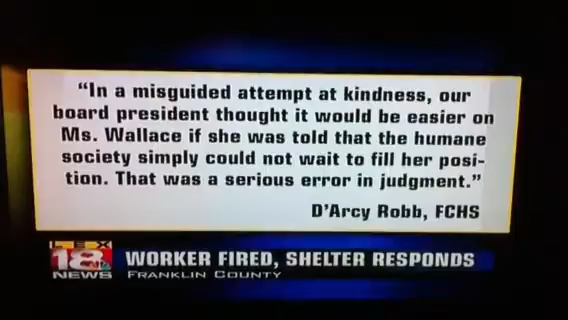 “In a misguided attempt at kindness, our
board president thought it would be easier on
Ms. Wallace if she was told that the humane
society simply could not wait to fill her posi-
tion. That was a serious error in judgment.”
D’Arcy Robb, FCHS
LEX
18
NEWS
WORKER FIRED, SHELTER RESPONDS
FRANKLIN COUNTY